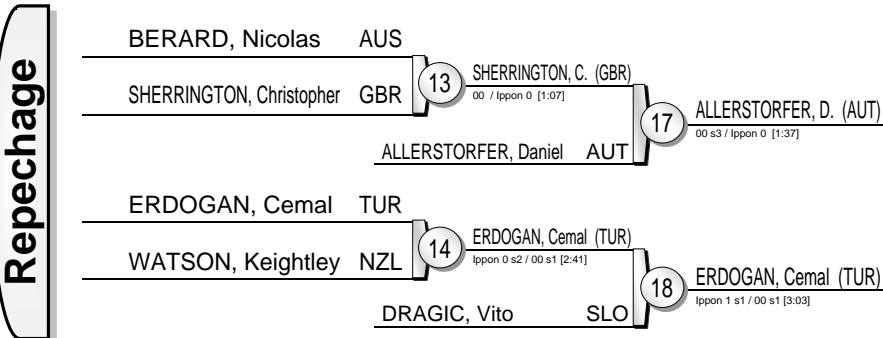 Repechage
BERARD, Nicolas AUS
SHERRINGTON, Christopher GBR
13
SHERRINGTON, C. (GBR)
00 / Ippon 0 [1:07]
ALLERSTORFER, Daniel AUT
17
ALLERSTORFER, D. (AUT)
00 s3 / Ippon 0 [1:37]
ERDOGAN, Cemal TUR
WATSON, Keightley NZL
14
ERDOGAN, Cemal (TUR)
Ippon 0 s2 / 00 s1 [2:41]
DRAGIC, Vito SLO
18
ERDOGAN, Cemal (TUR)
Ippon 1 s1 / 00 s1 [3:03]